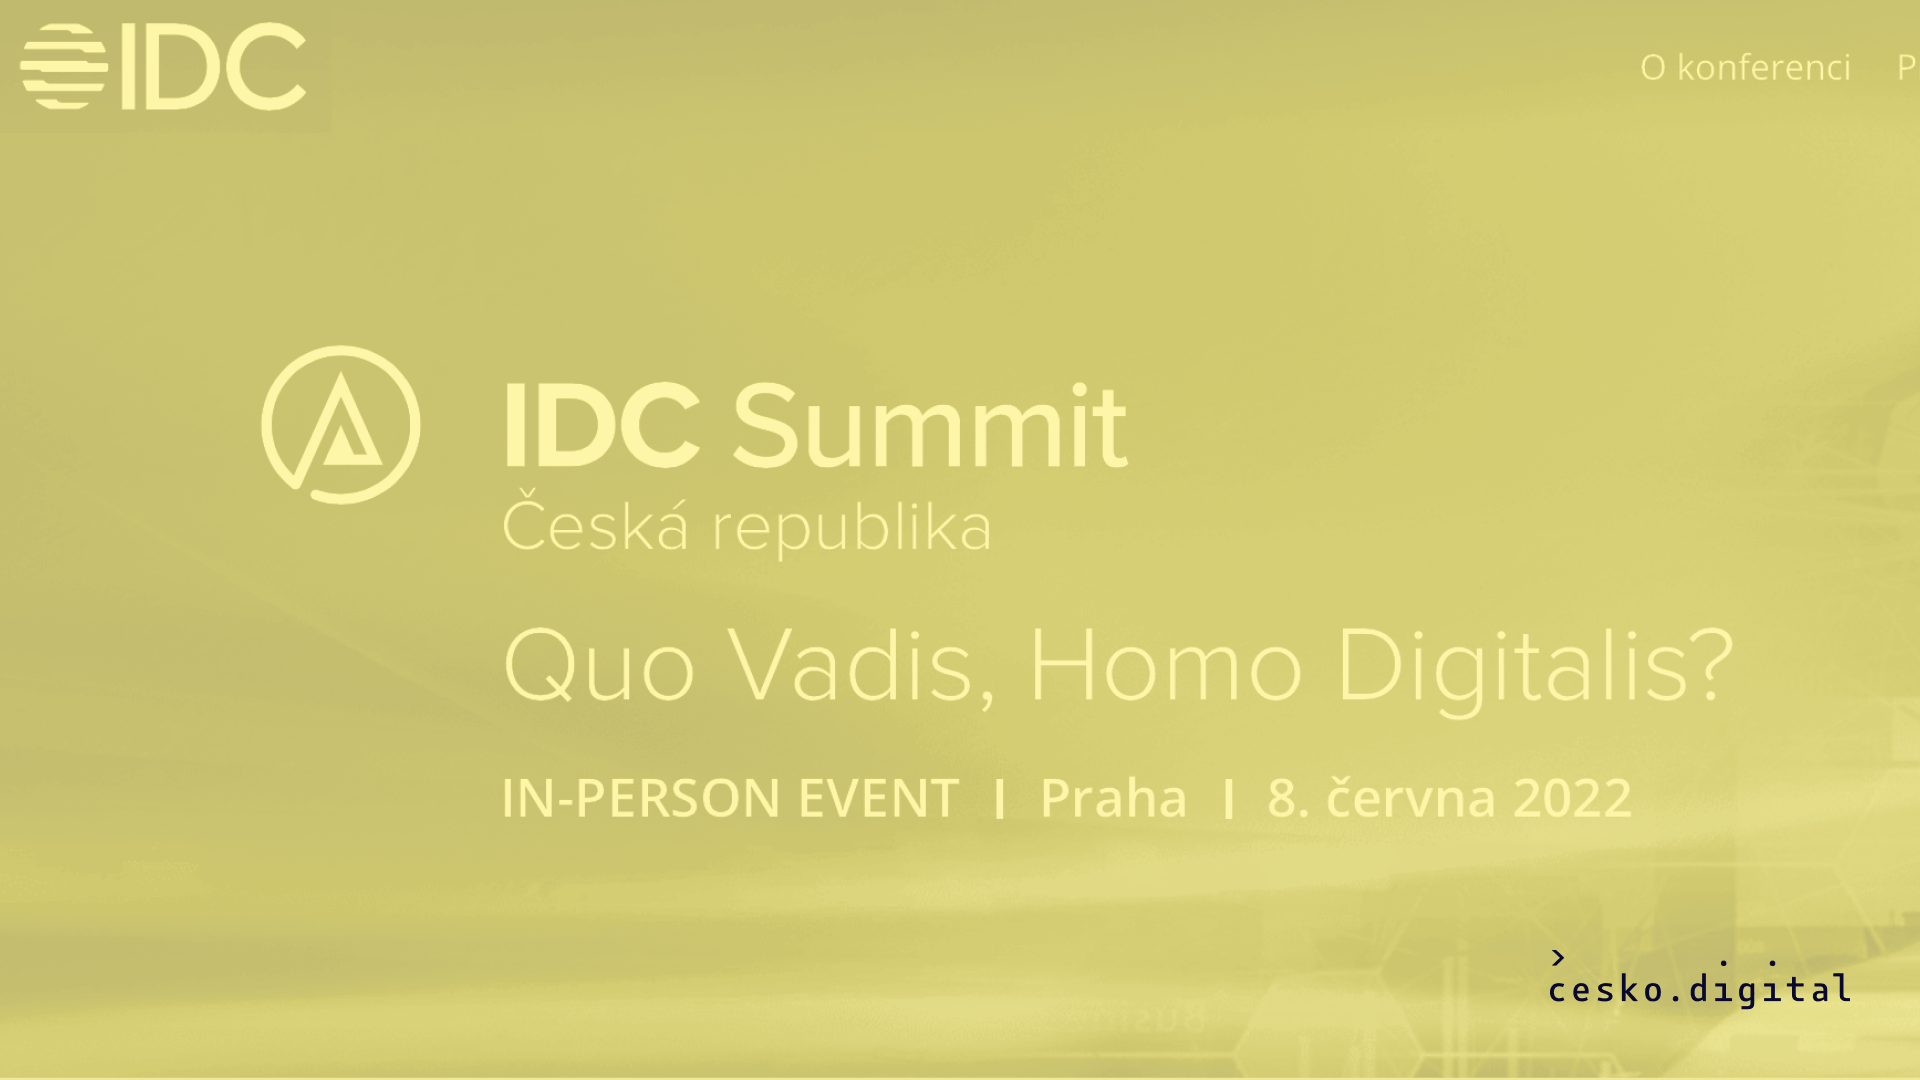 IDC
O konferenci P
IDC Summit
Česká republika
Quo Vadis, Homo Digitalis?
IN-PERSON EVENT | Praha | 8. června 2022
cesko.digital